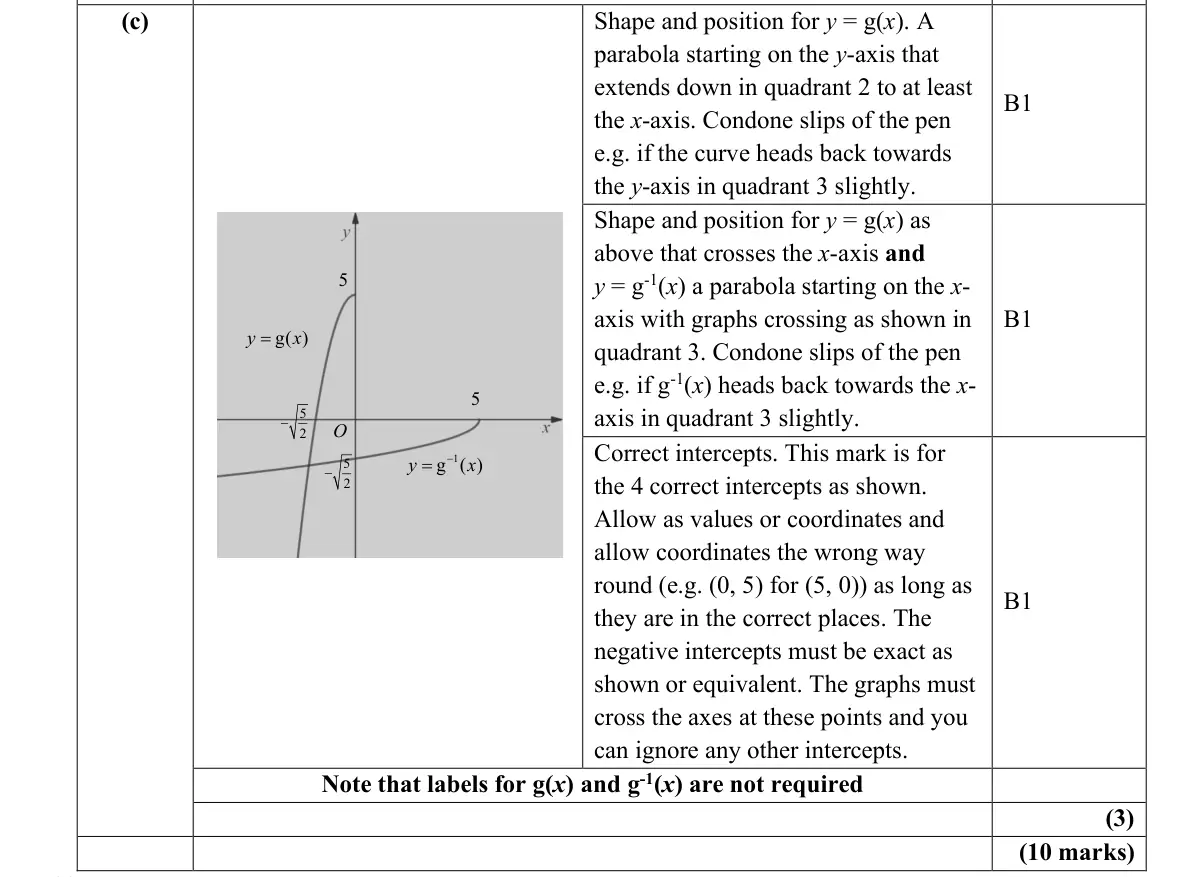 (c)
Shape and position for y = g(x). A
parabola starting on the y-axis that
extends down in quadrant 2 to at least
the x-axis. Condone slips of the pen
e.g. if the curve heads back towards
the y-axis in quadrant 3 slightly.
B1
y
5
y = g(x)
5
−√(5/2)
O
x
−√(5/2)
y = g⁻¹(x)
Shape and position for y = g(x) as
above that crosses the x-axis and
y = g⁻¹(x) a parabola starting on the x-
axis with graphs crossing as shown in
quadrant 3. Condone slips of the pen
e.g. if g⁻¹(x) heads back towards the x-
axis in quadrant 3 slightly.
B1
Correct intercepts. This mark is for
the 4 correct intercepts as shown.
Allow as values or coordinates and
allow coordinates the wrong way
round (e.g. (0, 5) for (5, 0)) as long as
they are in the correct places. The
negative intercepts must be exact as
shown or equivalent. The graphs must
cross the axes at these points and you
can ignore any other intercepts.
B1
Note that labels for g(x) and g⁻¹(x) are not required
(3)
(10 marks)